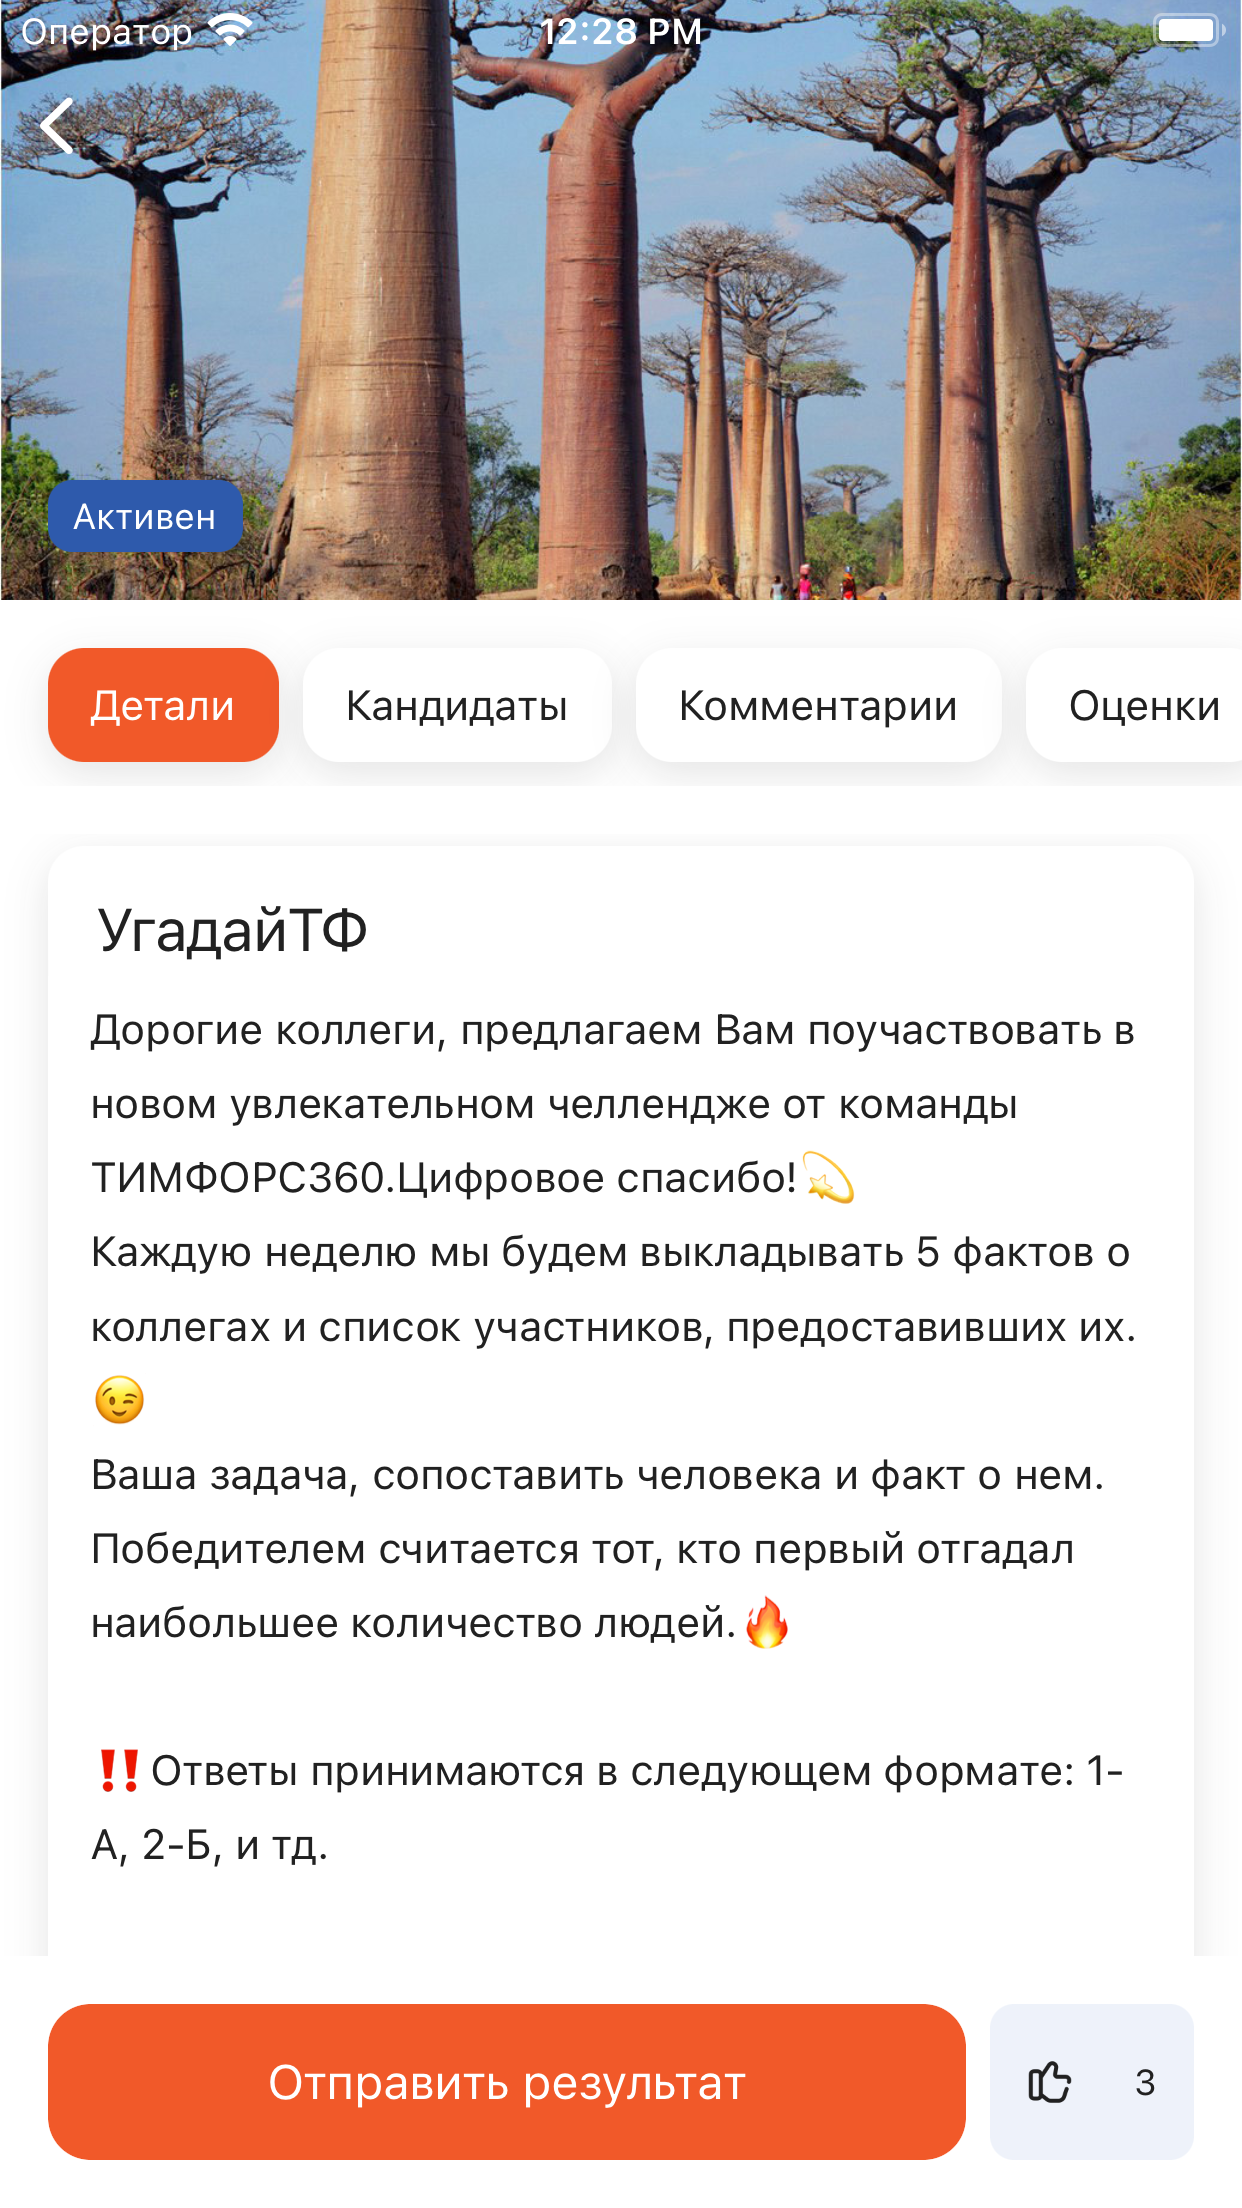 Оператор 12:28 PM
Активен
Детали Кандидаты Комментарии Оценки
УгадайТФ
Дорогие коллеги, предлагаем Вам поучаствовать в
новом увлекательном челлендже от команды
ТИМФОРС360.Цифровое спасибо!💫
Каждую неделю мы будем выкладывать 5 фактов о
коллегах и список участников, предоставивших их.
😉
Ваша задача, сопоставить человека и факт о нем.
Победителем считается тот, кто первый отгадал
наибольшее количество людей.🔥
‼️Ответы принимаются в следующем формате: 1-
А, 2-Б, и тд.
Отправить результат 3